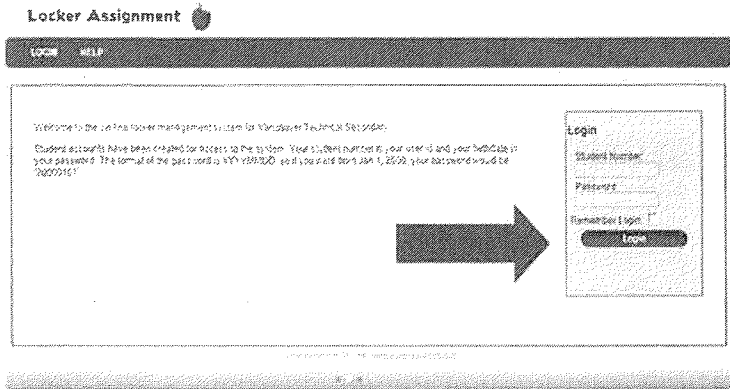 Locker Assignment
LOGIN HELP
Welcome to the online locker management system for Vancouver Technical Secondary.
Student accounts have been created for access to the system. Your student number is your user id and your birthdate is
your password. The format of the password is YYYYMMDD, so if you were born Jan 1, 2000, your password would be
"20000101"
Login
Student Number
Password
Remember Login
Login